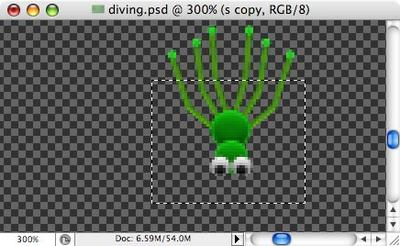 diving.psd @ 300% (s copy, RGB/8)
300%
Doc: 6.59M/54.0M